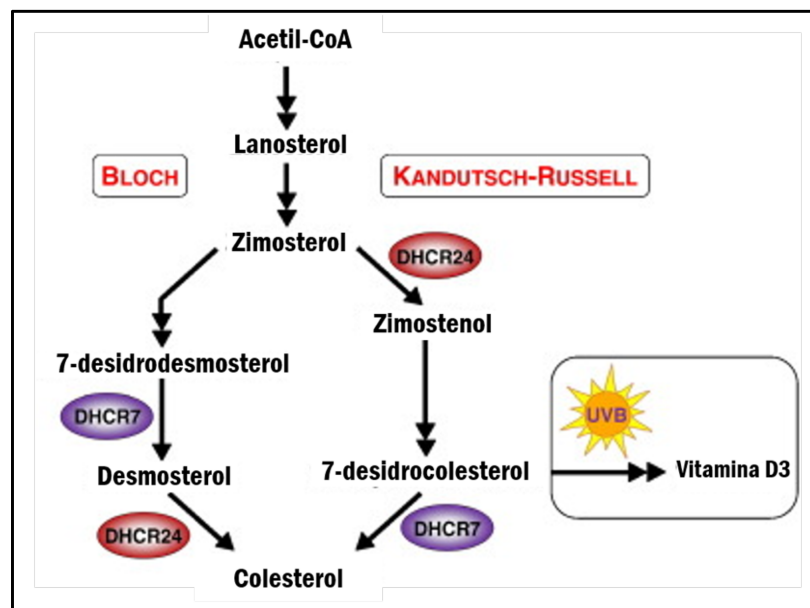 Acetil-CoA
Lanosterol
BLOCH
KANDUTSCH-RUSSELL
Zimosterol
DHCR24
Zimostenol
7-desidrodesmosterol
DHCR7
UVB
Desmosterol
7-desidrocolesterol
Vitamina D3
DHCR24
DHCR7
Colesterol